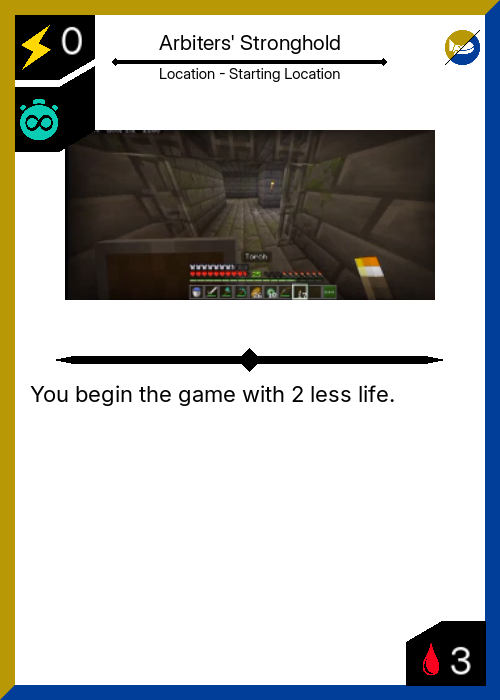 0
Arbiters' Stronghold
Location - Starting Location
Torch
25
You begin the game with 2 less life.
3